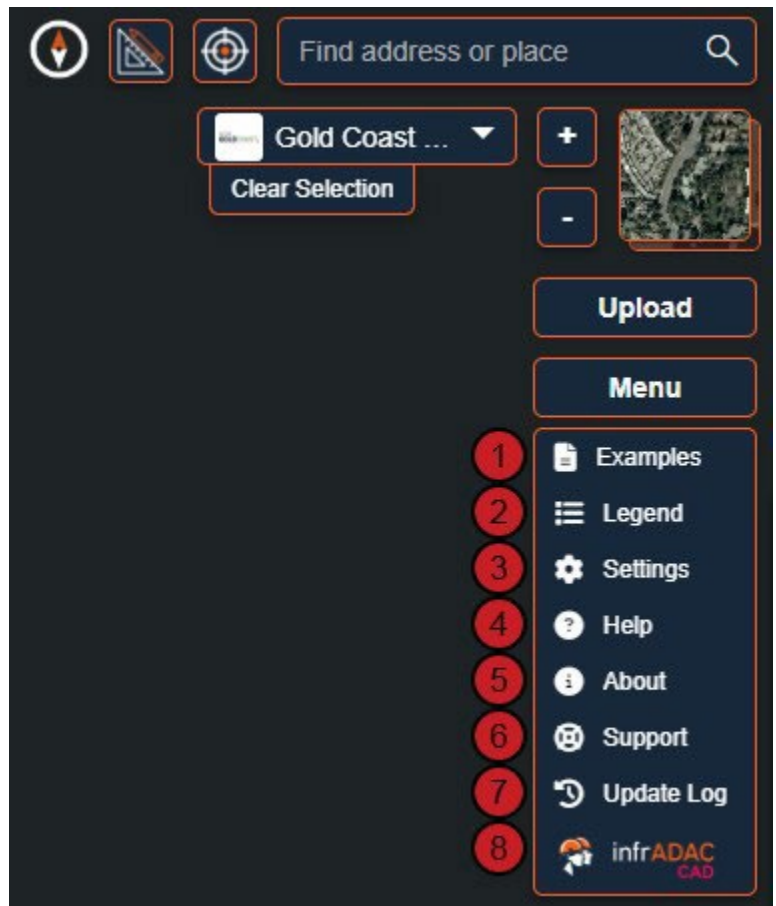 Find address or place
Gold Coast ...
+
Clear Selection
-
Upload
Menu
1 Examples
2 Legend
3 Settings
4 Help
5 About
6 Support
7 Update Log
8 infrADAC
CAD